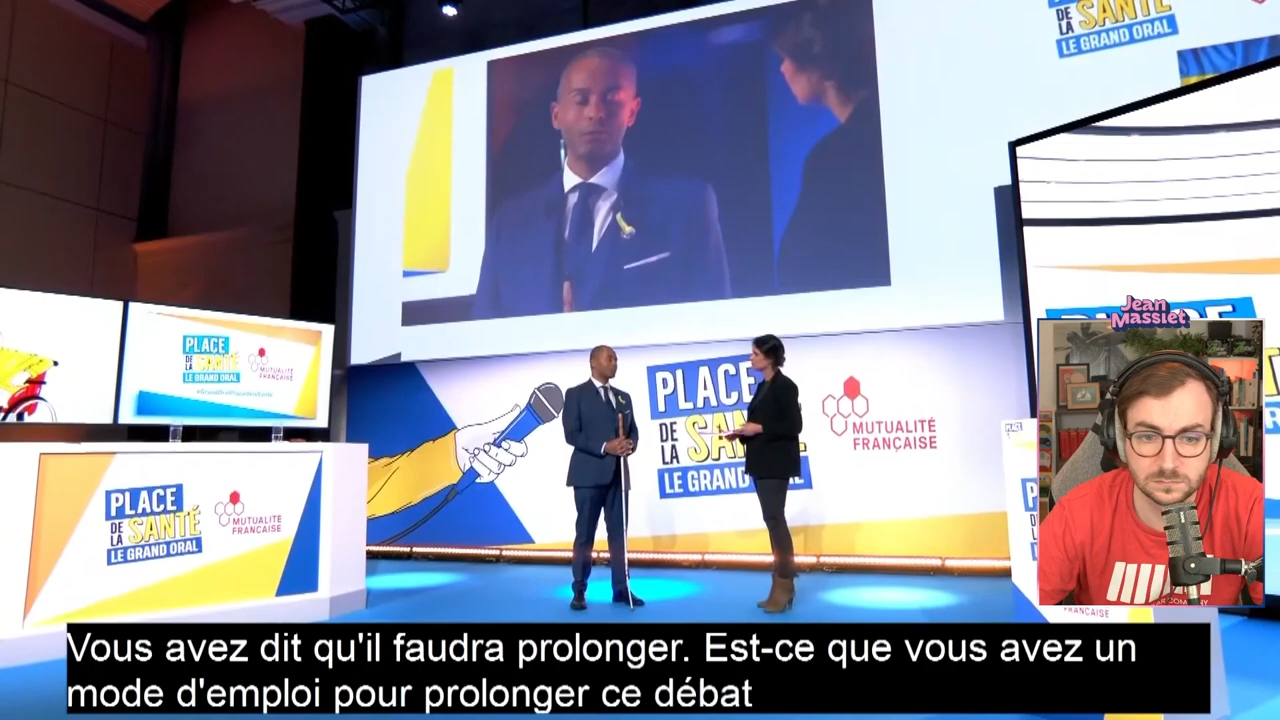 DE
LA SANTÉ
LE GRAND ORAL
PLACE
DE
LA SANTÉ
LE GRAND ORAL
MUTUALITÉ
FRANÇAISE
PLACE
DE
LA
LE GRAND ORAL
MUTUALITÉ
FRANÇAISE
PLACE
DE
LA SANTÉ
LE GRAND ORAL
MUTUALITÉ
FRANÇAISE
Jean
Massiet
FRANÇAISE
Vous avez dit qu'il faudra prolonger. Est-ce que vous avez un
mode d'emploi pour prolonger ce débat